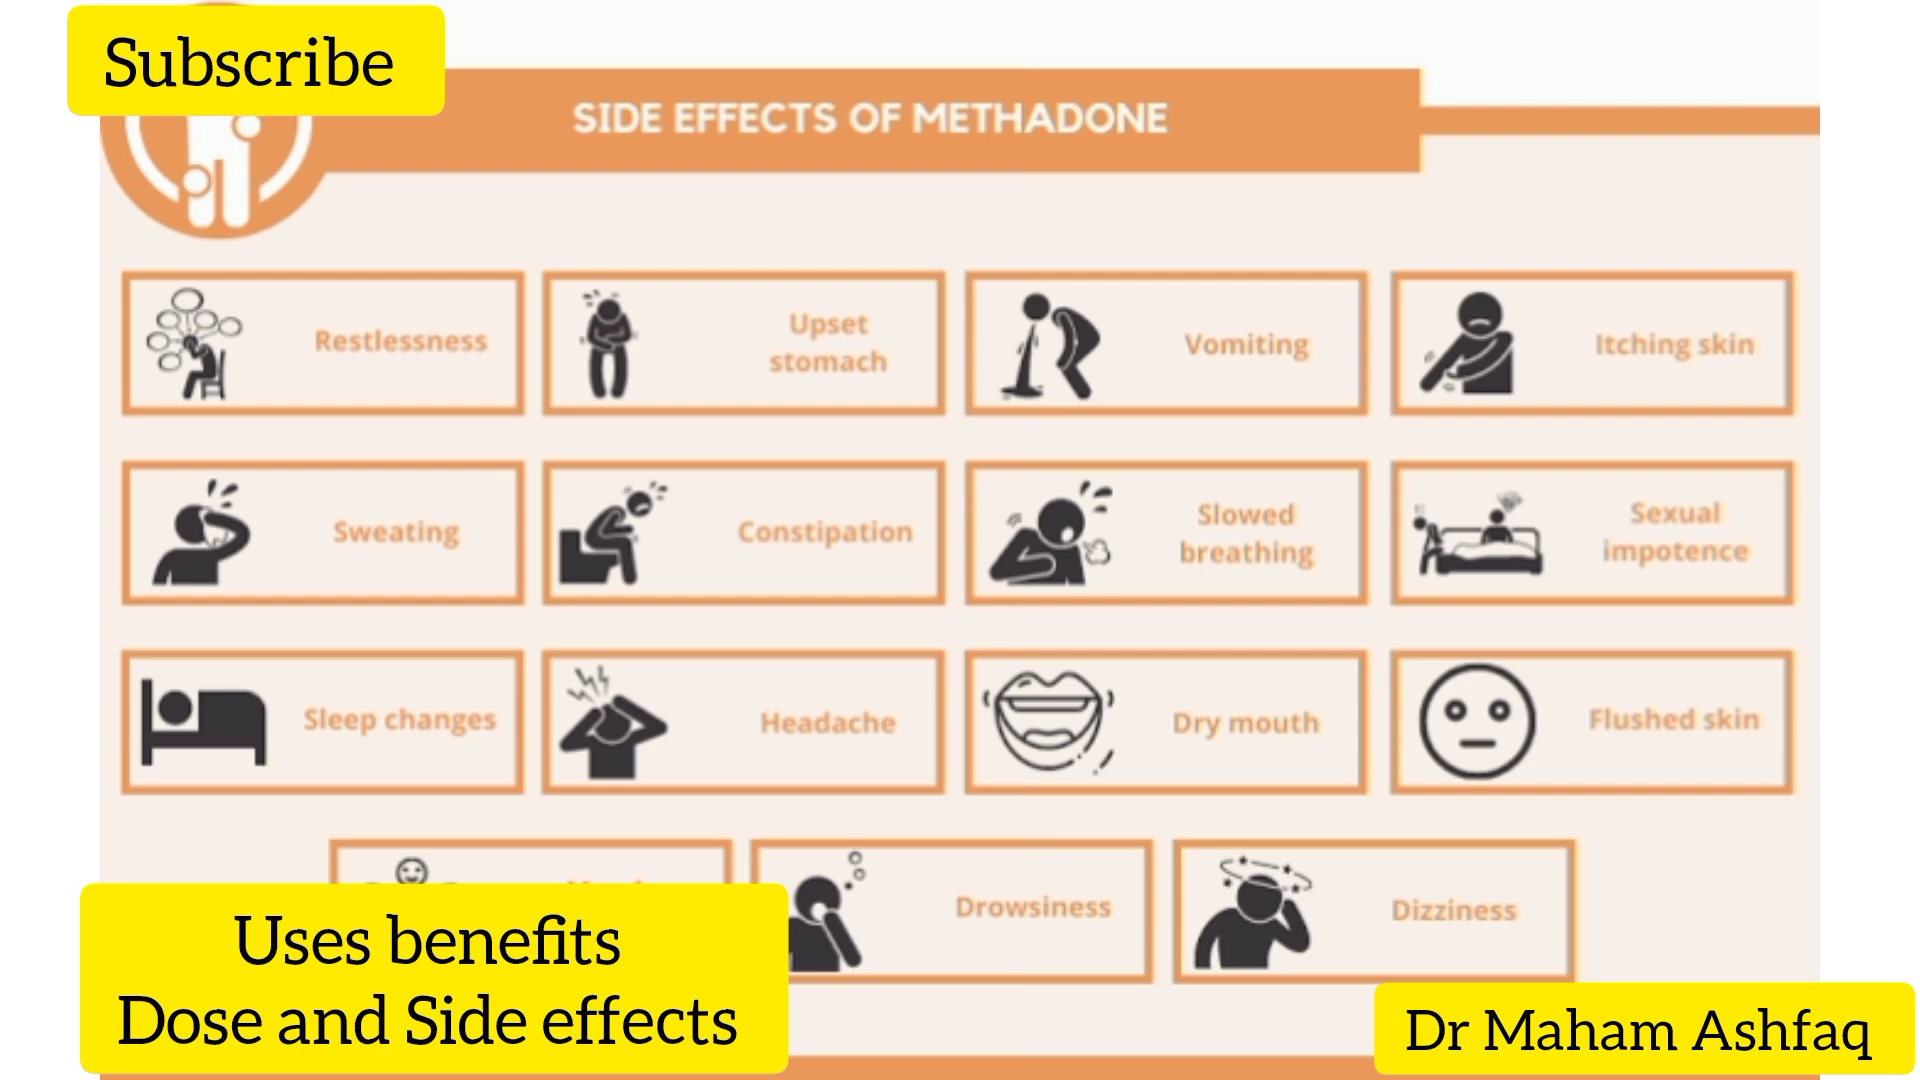 Subscribe
SIDE EFFECTS OF METHADONE
Restlessness
Upset
stomach
Vomiting
Itching skin
Sweating
Constipation
Slowed
breathing
Sexual
impotence
Sleep changes
Headache
Dry mouth
Flushed skin
Drowsiness
Dizziness
Uses benefits
Dose and Side effects
Dr Maham Ashfaq